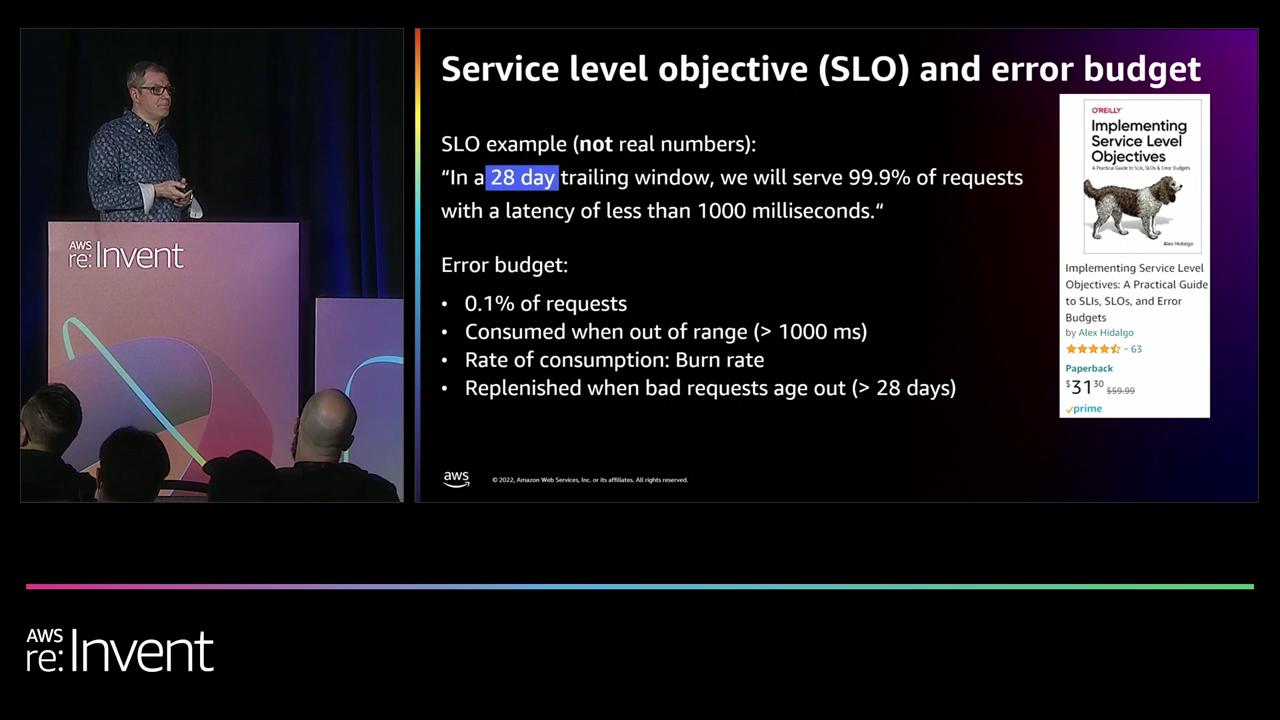 AWS
re:Invent
Service level objective (SLO) and error budget
SLO example (not real numbers):
“In a 28 day trailing window, we will serve 99.9% of requests
with a latency of less than 1000 milliseconds.“
Error budget:
• 0.1% of requests
• Consumed when out of range (> 1000 ms)
• Rate of consumption: Burn rate
• Replenished when bad requests age out (> 28 days)
O'REILLY
Implementing
Service Level
Objectives
A Practical Guide to SLIs, SLOs & Error Budgets
Alex Hidalgo
Implementing Service Level
Objectives: A Practical Guide
to SLIs, SLOs, and Error
Budgets
by Alex Hidalgo
63
Paperback
$31 30 $59.99
prime
aws
© 2022, Amazon Web Services, Inc. or its affiliates. All rights reserved.
AWS
re:Invent